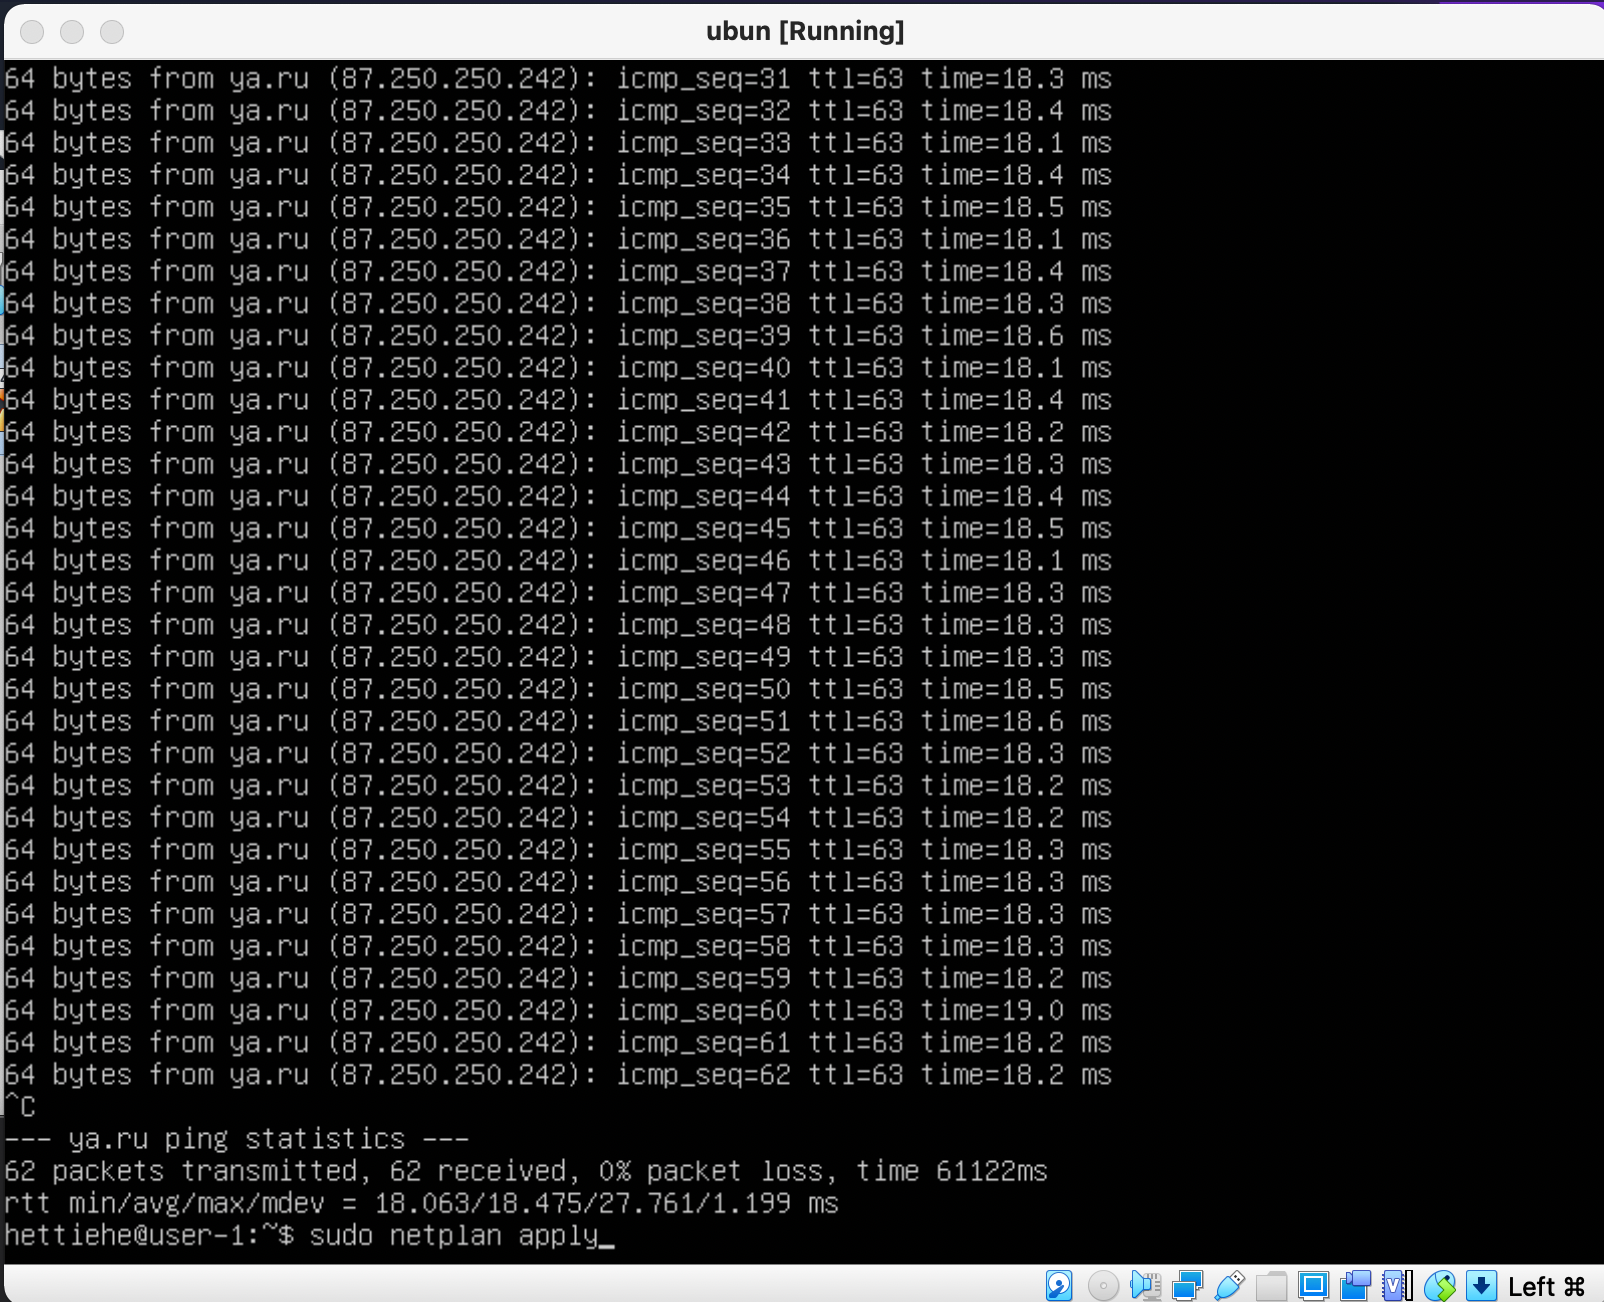 ubun [Running]
64 bytes from ya.ru (87.250.250.242): icmp_seq=31 ttl=63 time=18.3 ms
64 bytes from ya.ru (87.250.250.242): icmp_seq=32 ttl=63 time=18.4 ms
64 bytes from ya.ru (87.250.250.242): icmp_seq=33 ttl=63 time=18.1 ms
64 bytes from ya.ru (87.250.250.242): icmp_seq=34 ttl=63 time=18.4 ms
64 bytes from ya.ru (87.250.250.242): icmp_seq=35 ttl=63 time=18.5 ms
64 bytes from ya.ru (87.250.250.242): icmp_seq=36 ttl=63 time=18.1 ms
64 bytes from ya.ru (87.250.250.242): icmp_seq=37 ttl=63 time=18.4 ms
64 bytes from ya.ru (87.250.250.242): icmp_seq=38 ttl=63 time=18.3 ms
64 bytes from ya.ru (87.250.250.242): icmp_seq=39 ttl=63 time=18.6 ms
64 bytes from ya.ru (87.250.250.242): icmp_seq=40 ttl=63 time=18.1 ms
64 bytes from ya.ru (87.250.250.242): icmp_seq=41 ttl=63 time=18.4 ms
64 bytes from ya.ru (87.250.250.242): icmp_seq=42 ttl=63 time=18.2 ms
64 bytes from ya.ru (87.250.250.242): icmp_seq=43 ttl=63 time=18.3 ms
64 bytes from ya.ru (87.250.250.242): icmp_seq=44 ttl=63 time=18.4 ms
64 bytes from ya.ru (87.250.250.242): icmp_seq=45 ttl=63 time=18.5 ms
64 bytes from ya.ru (87.250.250.242): icmp_seq=46 ttl=63 time=18.1 ms
64 bytes from ya.ru (87.250.250.242): icmp_seq=47 ttl=63 time=18.3 ms
64 bytes from ya.ru (87.250.250.242): icmp_seq=48 ttl=63 time=18.3 ms
64 bytes from ya.ru (87.250.250.242): icmp_seq=49 ttl=63 time=18.3 ms
64 bytes from ya.ru (87.250.250.242): icmp_seq=50 ttl=63 time=18.5 ms
64 bytes from ya.ru (87.250.250.242): icmp_seq=51 ttl=63 time=18.6 ms
64 bytes from ya.ru (87.250.250.242): icmp_seq=52 ttl=63 time=18.3 ms
64 bytes from ya.ru (87.250.250.242): icmp_seq=53 ttl=63 time=18.2 ms
64 bytes from ya.ru (87.250.250.242): icmp_seq=54 ttl=63 time=18.2 ms
64 bytes from ya.ru (87.250.250.242): icmp_seq=55 ttl=63 time=18.3 ms
64 bytes from ya.ru (87.250.250.242): icmp_seq=56 ttl=63 time=18.3 ms
64 bytes from ya.ru (87.250.250.242): icmp_seq=57 ttl=63 time=18.3 ms
64 bytes from ya.ru (87.250.250.242): icmp_seq=58 ttl=63 time=18.3 ms
64 bytes from ya.ru (87.250.250.242): icmp_seq=59 ttl=63 time=18.2 ms
64 bytes from ya.ru (87.250.250.242): icmp_seq=60 ttl=63 time=19.0 ms
64 bytes from ya.ru (87.250.250.242): icmp_seq=61 ttl=63 time=18.2 ms
64 bytes from ya.ru (87.250.250.242): icmp_seq=62 ttl=63 time=18.2 ms
^C
--- ya.ru ping statistics ---
62 packets transmitted, 62 received, 0% packet loss, time 61122ms
rtt min/avg/max/mdev = 18.063/18.475/27.761/1.199 ms
hettiehe@user-1:~$ sudo netplan apply_
Left ⌘